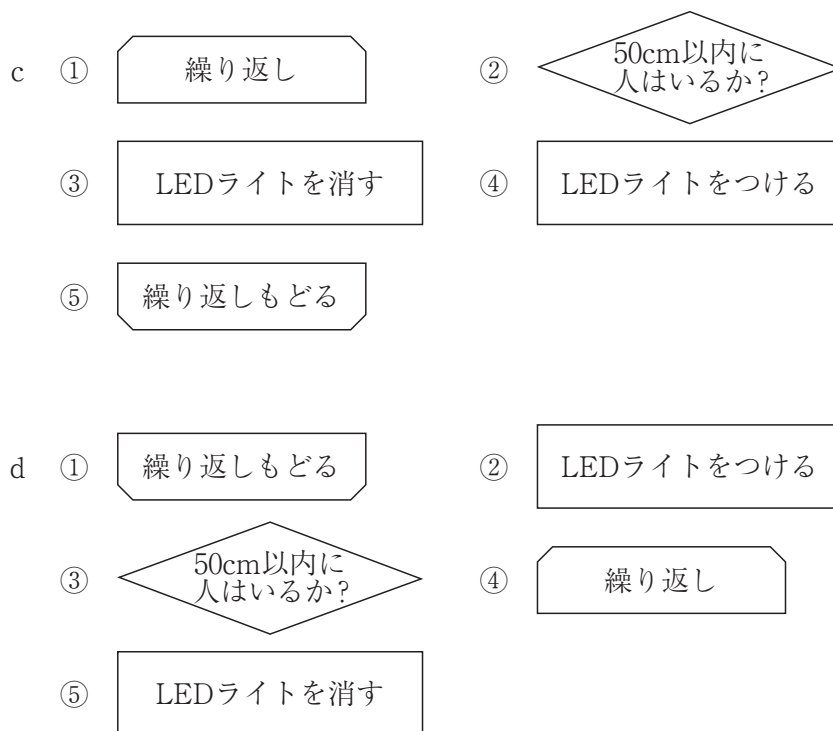 c ① 繰り返し ② 50cm以内に
人はいるか?
③ LEDライトを消す ④ LEDライトをつける
⑤ 繰り返しもどる
d ① 繰り返しもどる ② LEDライトをつける
③ 50cm以内に
人はいるか? ④ 繰り返し
⑤ LEDライトを消す